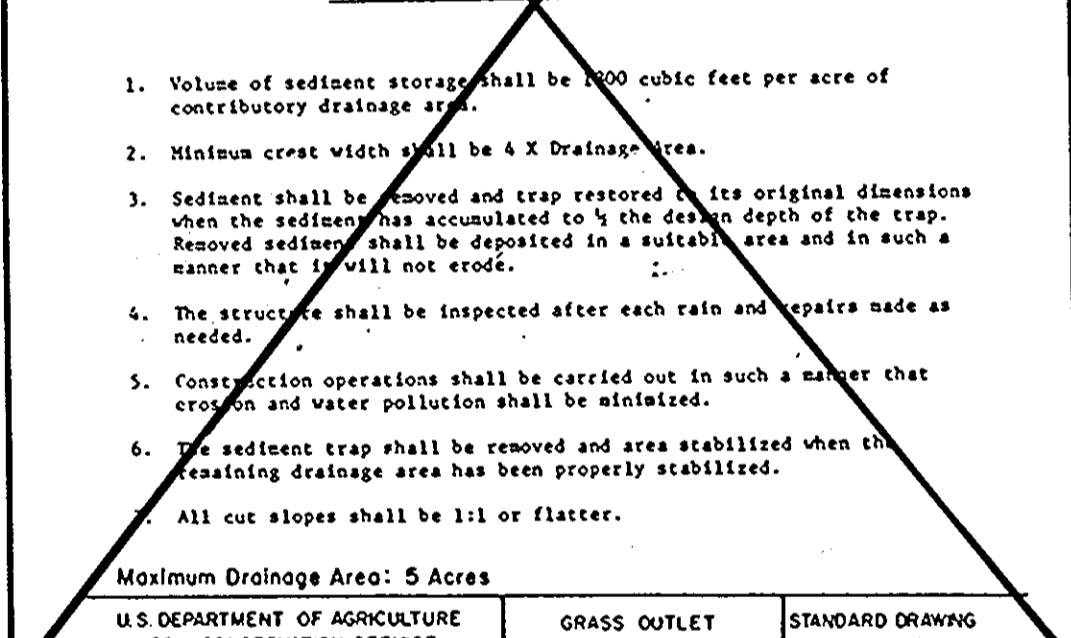 1. Volume of sediment storage shall be 1800 cubic feet per acre of
contributory drainage area.
2. Minimum crest width shall be 4 X Drainage Area.
3. Sediment shall be removed and trap restored to its original dimensions
when the sediment has accumulated to ½ the design depth of the trap.
Removed sediment shall be deposited in a suitable area and in such a
manner that it will not erode.
4. The structure shall be inspected after each rain and repairs made as
needed.
5. Construction operations shall be carried out in such a manner that
erosion and water pollution shall be minimized.
6. The sediment trap shall be removed and area stabilized when the
remaining drainage area has been properly stabilized.
7. All cut slopes shall be 1:1 or flatter.
Maximum Drainage Area: 5 Acres
U.S. DEPARTMENT OF AGRICULTURE
GRASS OUTLET
STANDARD DRAWING